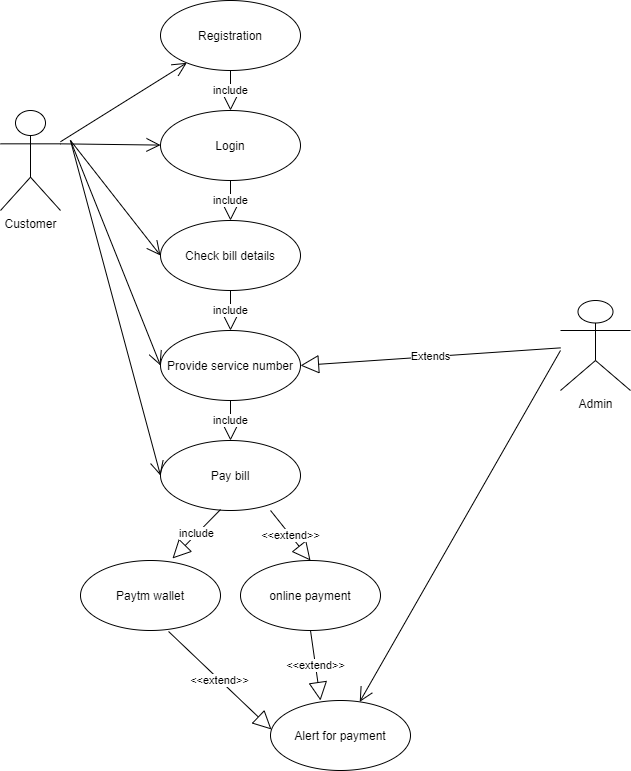 Registration
include
Login
Customer
include
Check bill details
include
Extends
Provide service number
Admin
include
Pay bill
include
<<extend>>
Paytm wallet
online payment
<<extend>>
<<extend>>
Alert for payment